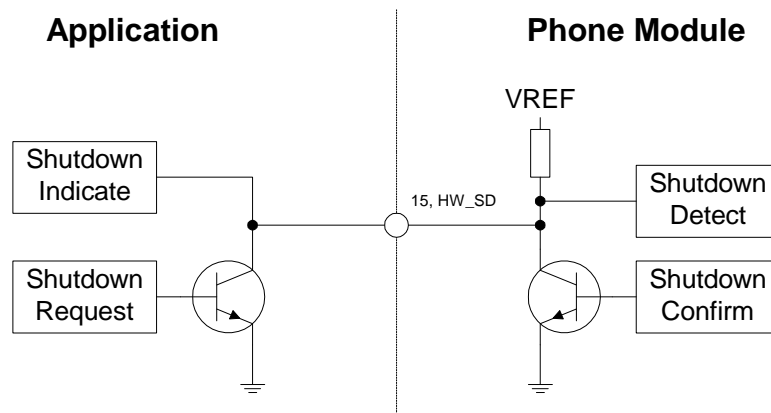 Application
Phone Module
VREF
Shutdown
Indicate
15, HW_SD
Shutdown
Detect
Shutdown
Request
Shutdown
Confirm